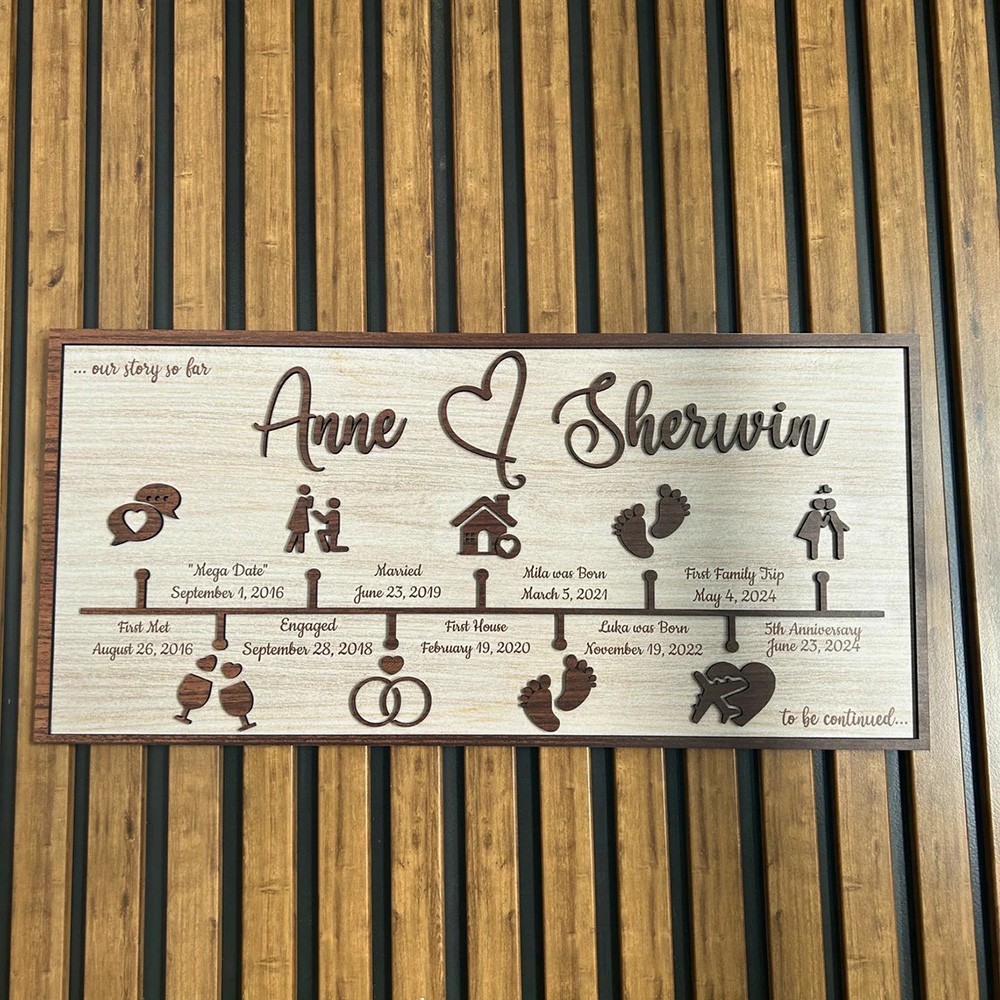 ... our story so far
Anne Sherwin
"Mega Date"
September 1, 2016
Married
June 23, 2019
Mila was Born
March 5, 2021
First Family Trip
May 4, 2024
First Met
August 26, 2016
Engaged
September 28, 2018
First House
February 19, 2020
Luka was Born
November 19, 2022
5th Anniversary
June 23, 2024
to be continued...